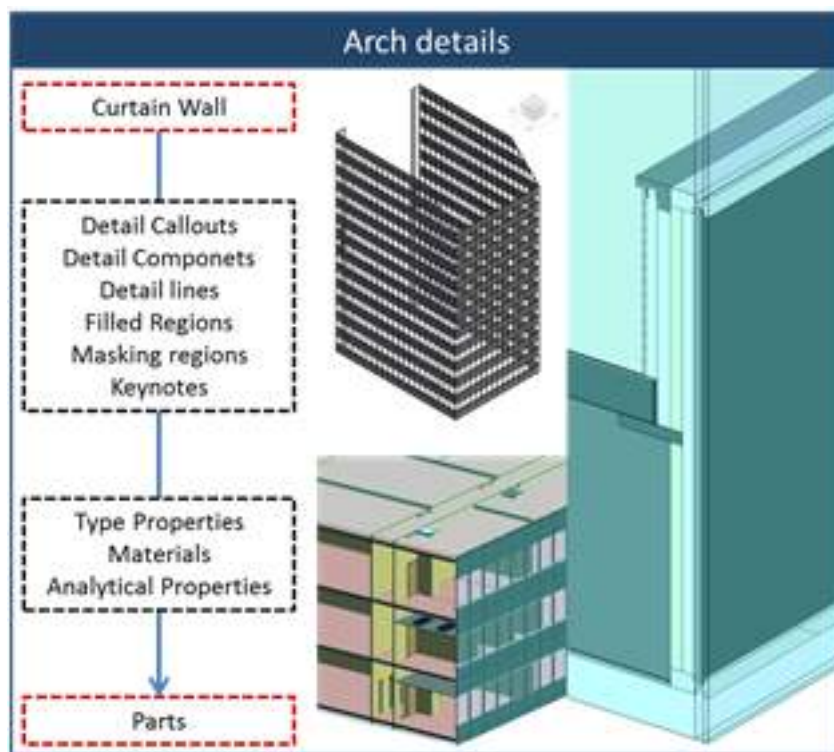 Arch details
Curtain Wall
Detail Callouts
Detail Componets
Detail lines
Filled Regions
Masking regions
Keynotes
Type Properties
Materials
Analytical Properties
Parts